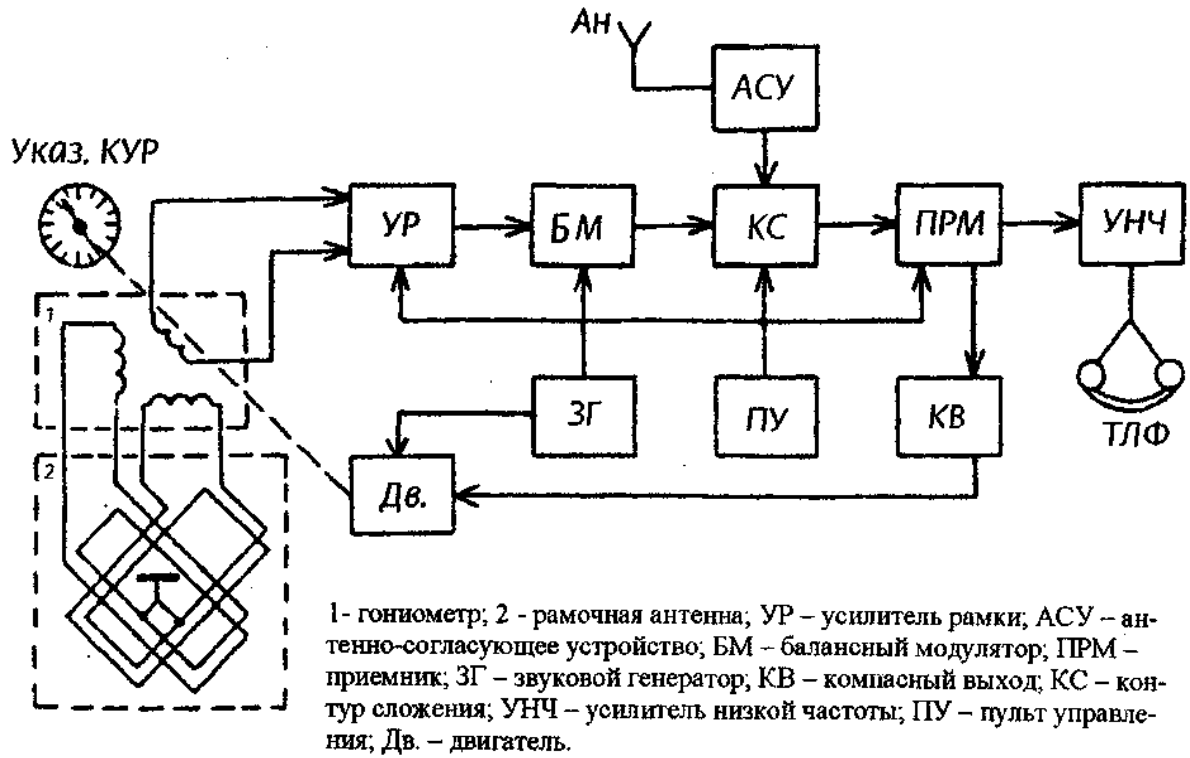 Ан
АСУ
Указ. КУР
УР
БМ
КС
ПРМ
УНЧ
1
ЗГ
ПУ
КВ
ТЛФ
2
Дв.
1- гониометр; 2 - рамочная антенна; УР – усилитель рамки; АСУ – ан-
тенно-согласующее устройство; БМ – балансный модулятор; ПРМ –
приемник; ЗГ – звуковой генератор, КВ – компасный выход; КС – кон-
тур сложения; УНЧ – усилитель низкой частоты; ПУ – пульт управле-
ния; Дв. – двигатель.